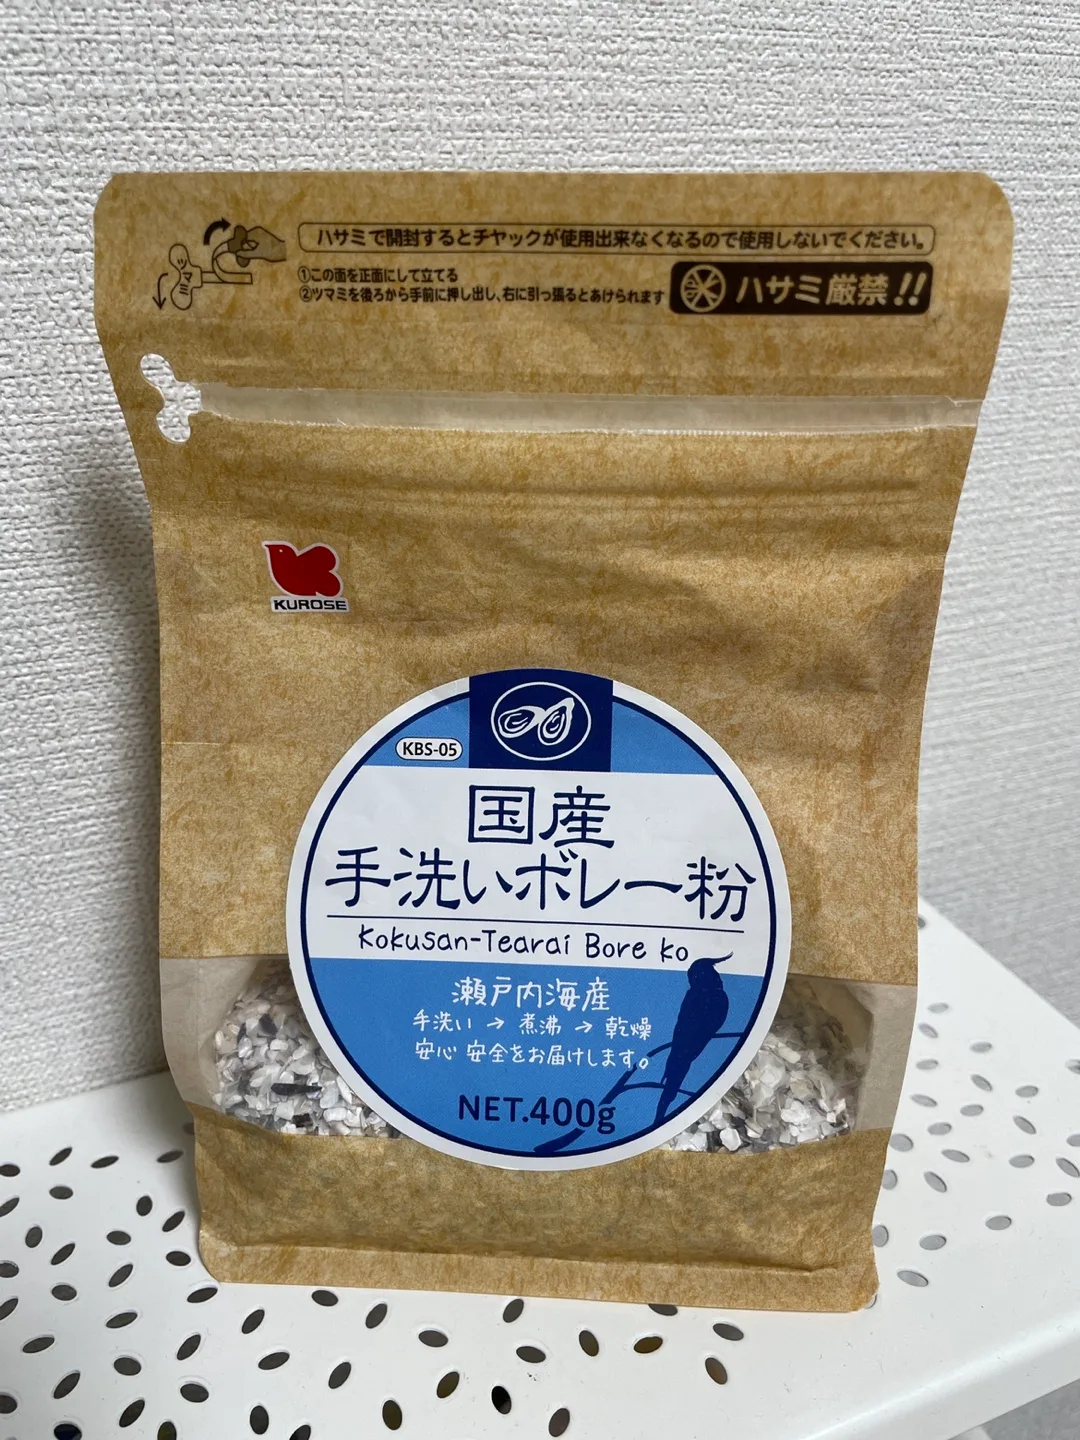 ハサミで開封するとチャックが使用出来なくなるので使用しないでください。
ツマミ
①この面を正面にして立てる
②ツマミを後ろから手前に押し出し、右に引っ張るとあけられます
ハサミ厳禁!!
KUROSE
KBS-05
国産
手洗いボレー粉
Kokusan-Tearai Bore ko
瀬戸内海産
手洗い → 煮沸 → 乾燥
安心 安全をお届けします。
NET.400g